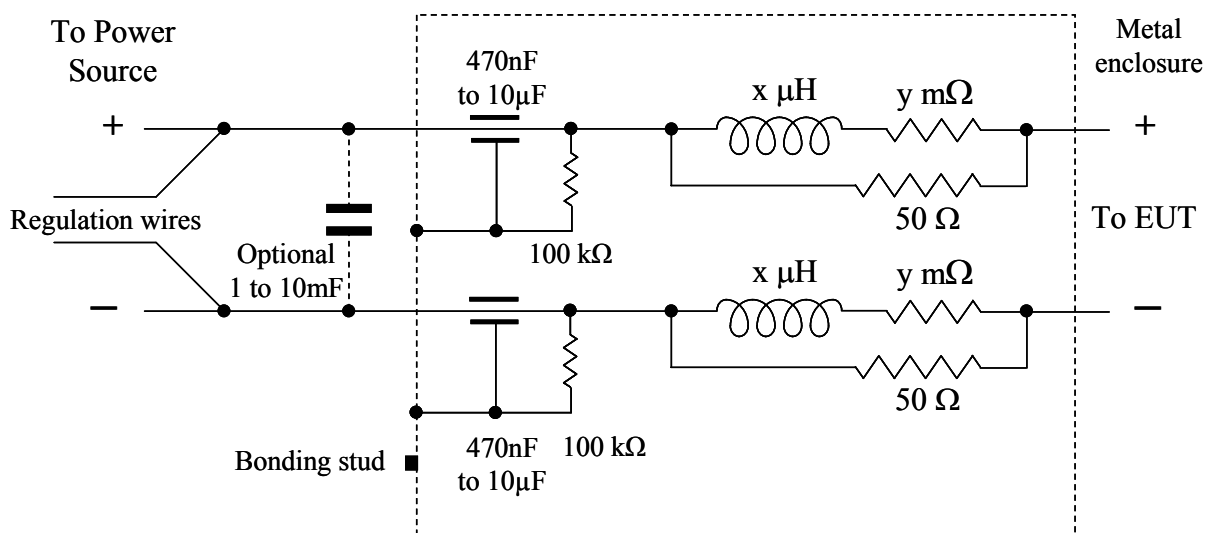 To Power
Source
+
Regulation wires
−
Optional
1 to 10mF
470nF
to 10µF
100 kΩ
x µH
y mΩ
50 Ω
x µH
y mΩ
50 Ω
470nF
to 10µF
100 kΩ
Bonding stud
Metal
enclosure
+
To EUT
−